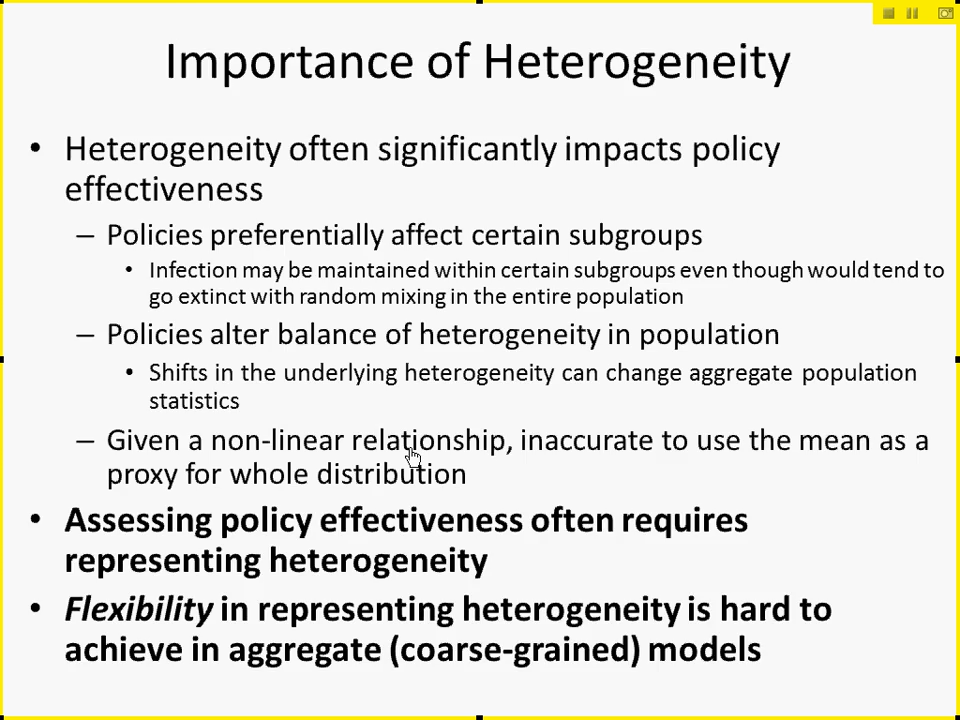 Importance of Heterogeneity
• Heterogeneity often significantly impacts policy
effectiveness
– Policies preferentially affect certain subgroups
• Infection may be maintained within certain subgroups even though would tend to
go extinct with random mixing in the entire population
– Policies alter balance of heterogeneity in population
• Shifts in the underlying heterogeneity can change aggregate population
statistics
– Given a non-linear relationship, inaccurate to use the mean as a
proxy for whole distribution
• Assessing policy effectiveness often requires
representing heterogeneity
• Flexibility in representing heterogeneity is hard to
achieve in aggregate (coarse-grained) models